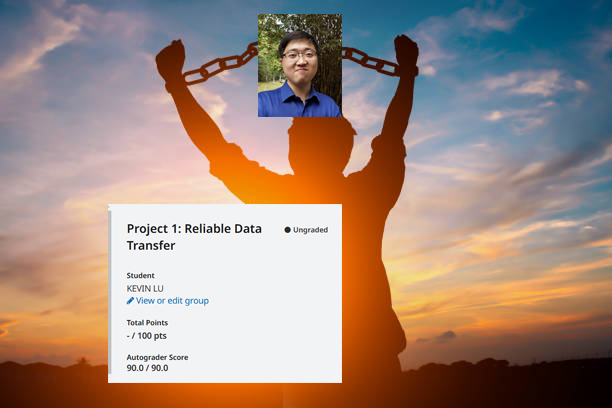 Project 1: Reliable Data
Transfer
● Ungraded
Student
KEVIN LU
View or edit group
Total Points
- / 100 pts
Autograder Score
90.0 / 90.0